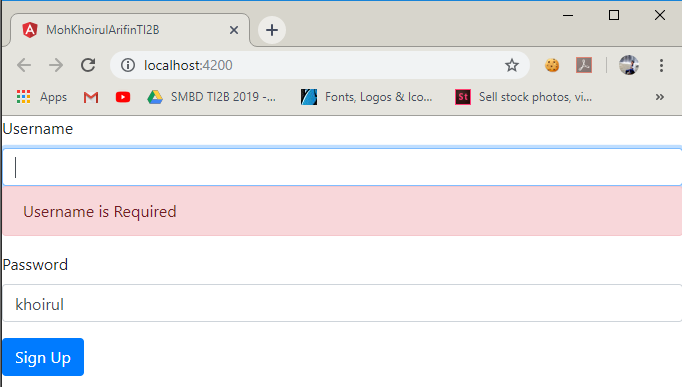 MohKhoirulArifinTI2B
localhost:4200
Apps
SMBD TI2B 2019 -...
Fonts, Logos & Ico...
St
Sell stock photos, vi...
Username
Username is Required
Password
khoirul
Sign Up